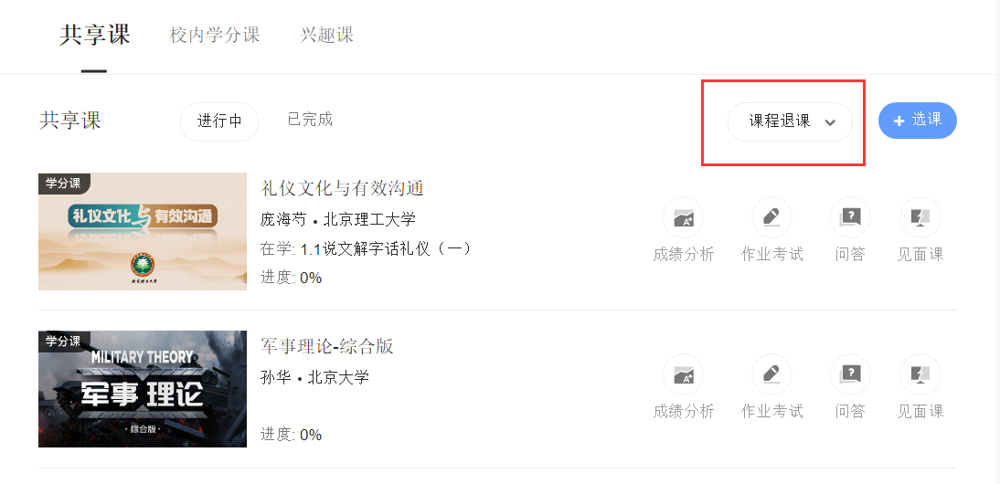 共享课 校内学分课 兴趣课
共享课 进行中 已完成 课程退课 + 选课
学分课
礼仪文化与有效沟通
北京理工大学
礼仪文化与有效沟通
庞海芍 • 北京理工大学
在学: 1.1说文解字话礼仪（一）
进度: 0%
成绩分析 作业考试 问答 见面课
学分课
MILITARY THEORY
军事理论
·综合版·
军事理论-综合版
孙华 • 北京大学
进度: 0%
成绩分析 作业考试 问答 见面课